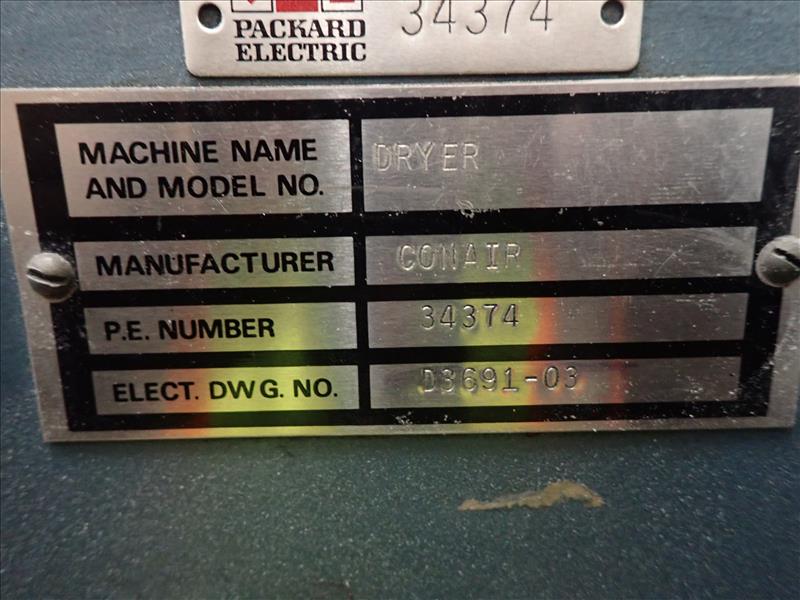 PACKARD
ELECTRIC
34374
MACHINE NAME
AND MODEL NO.
DRYER
MANUFACTURER
CONAIR
P.E. NUMBER
34374
ELECT. DWG. NO.
D3691-03